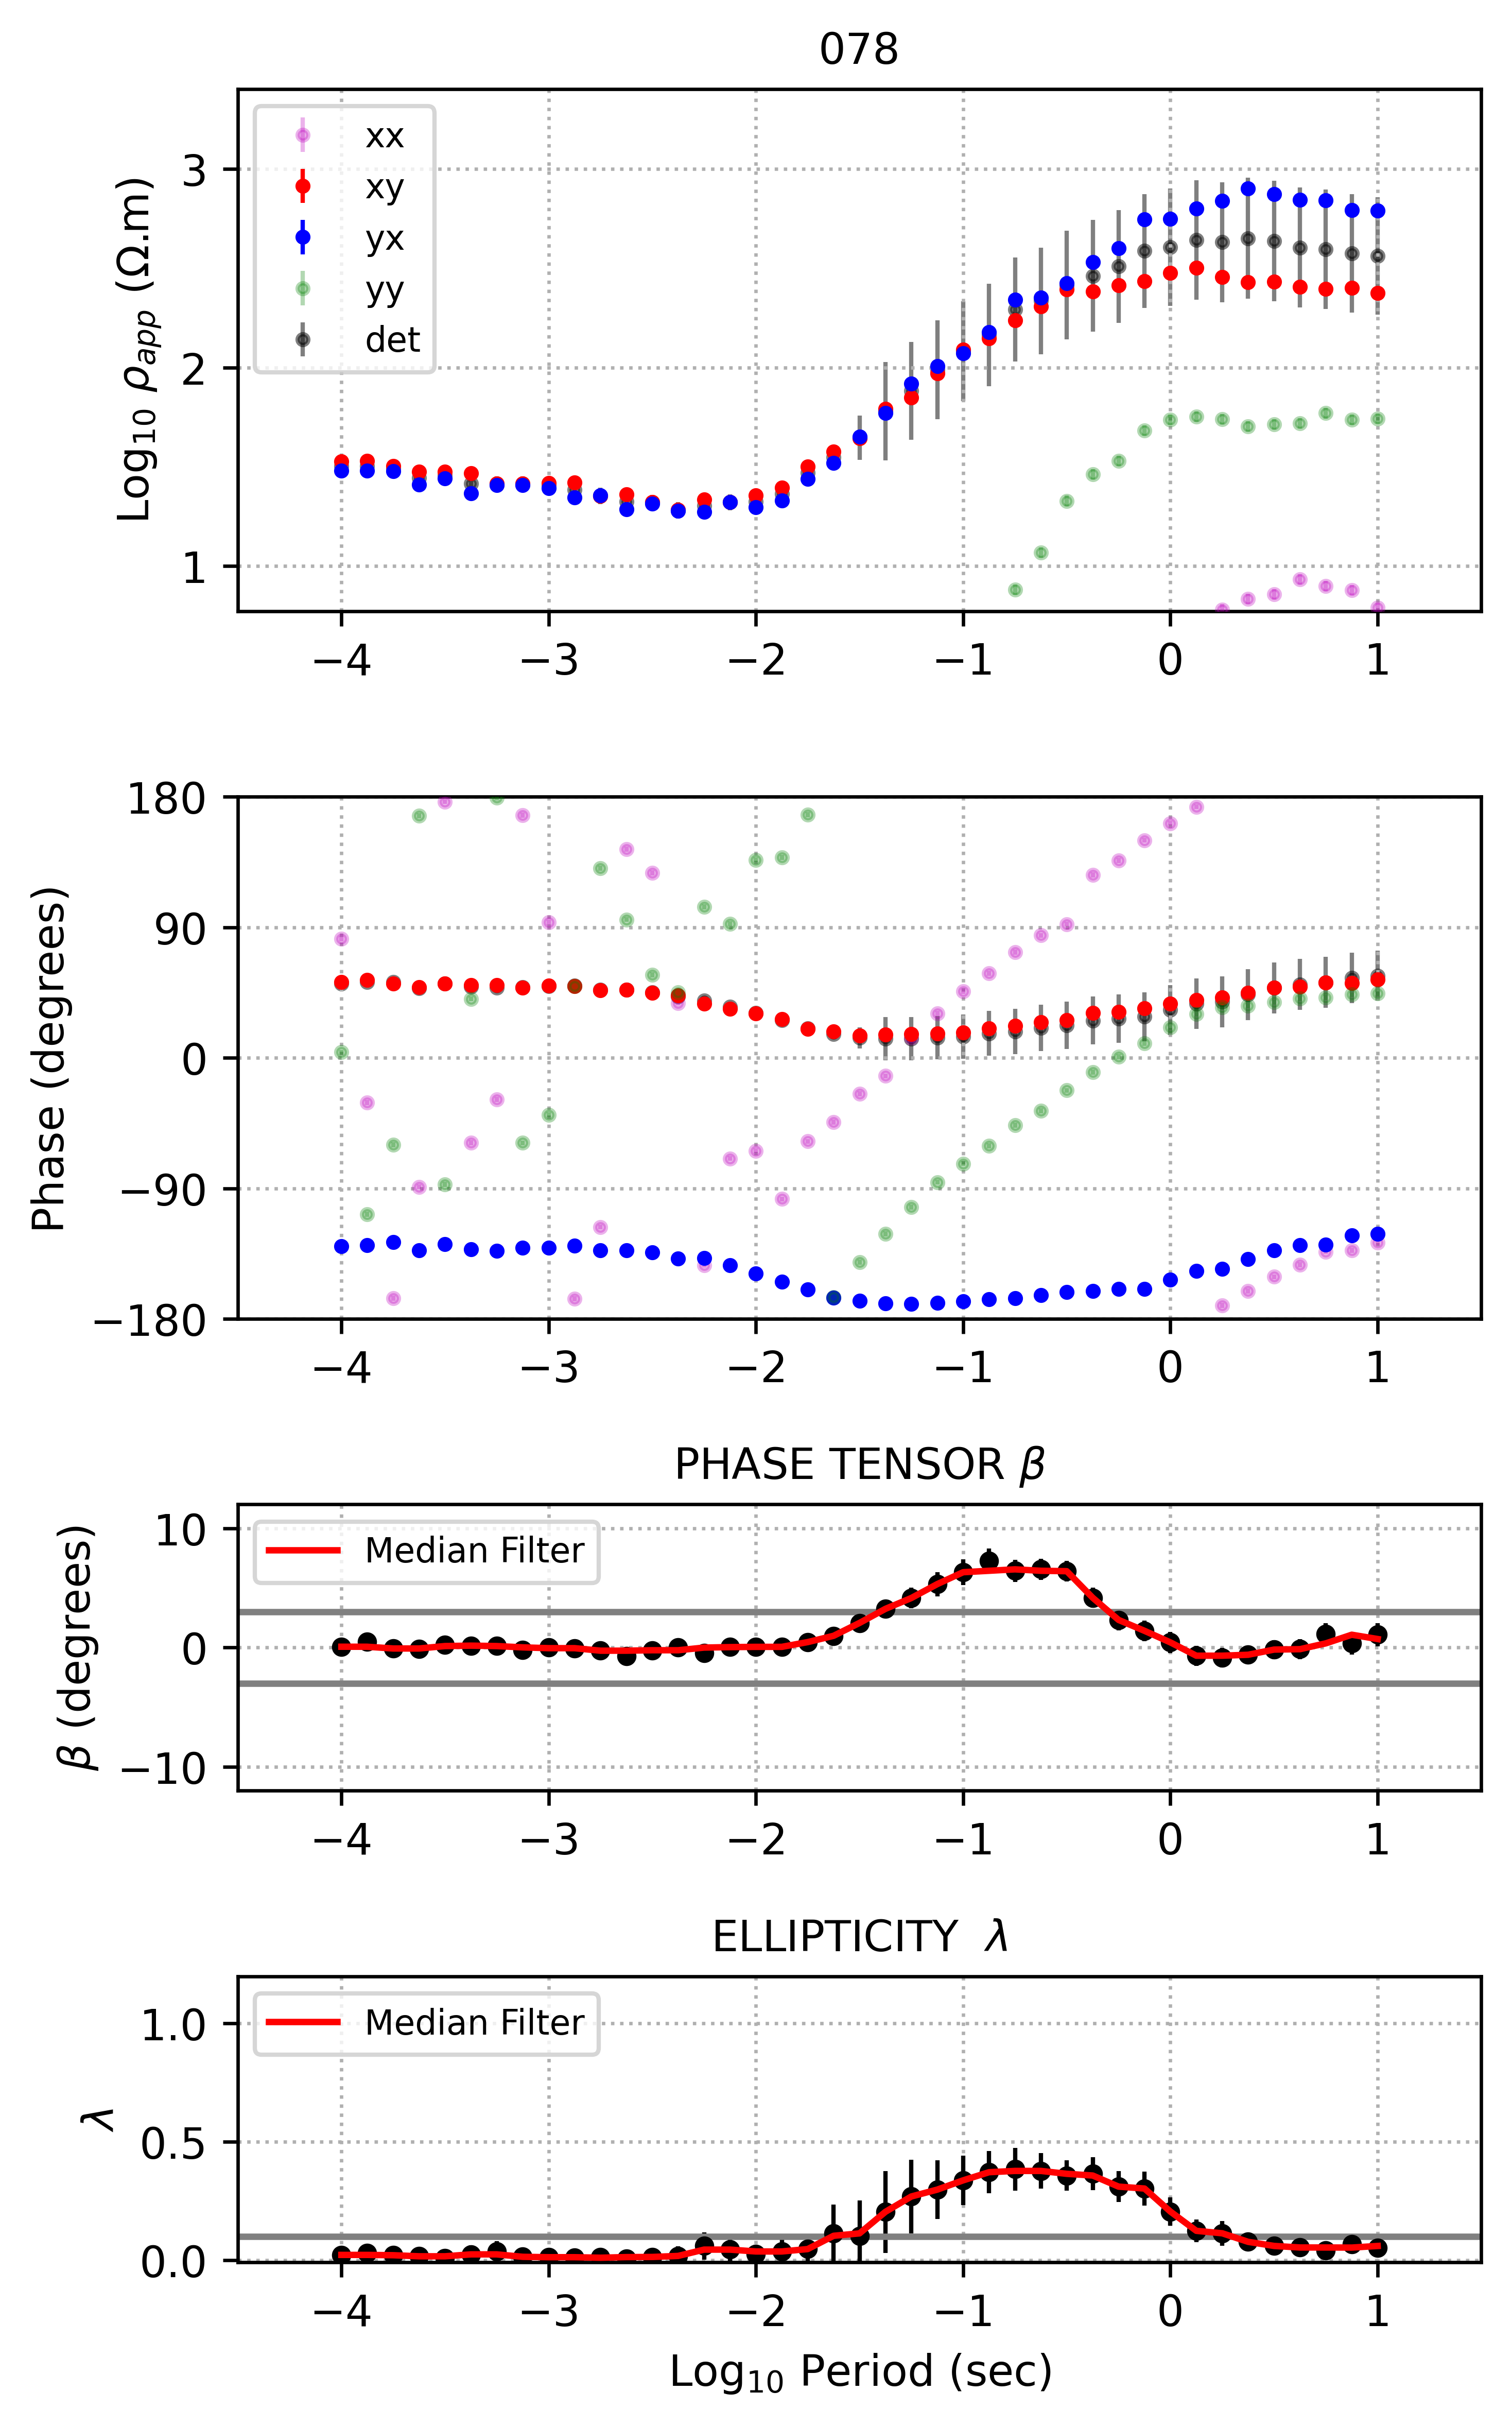 078
Log₁₀ ρapp (Ω.m)
3
2
1
xx
xy
yx
yy
det
−4 −3 −2 −1 0 1
Phase (degrees)
180
90
0
−90
−180
−4 −3 −2 −1 0 1
PHASE TENSOR β
β (degrees)
10
0
−10
Median Filter
−4 −3 −2 −1 0 1
ELLIPTICITY λ
λ
1.0
0.5
0.0
Median Filter
−4 −3 −2 −1 0 1
Log₁₀ Period (sec)